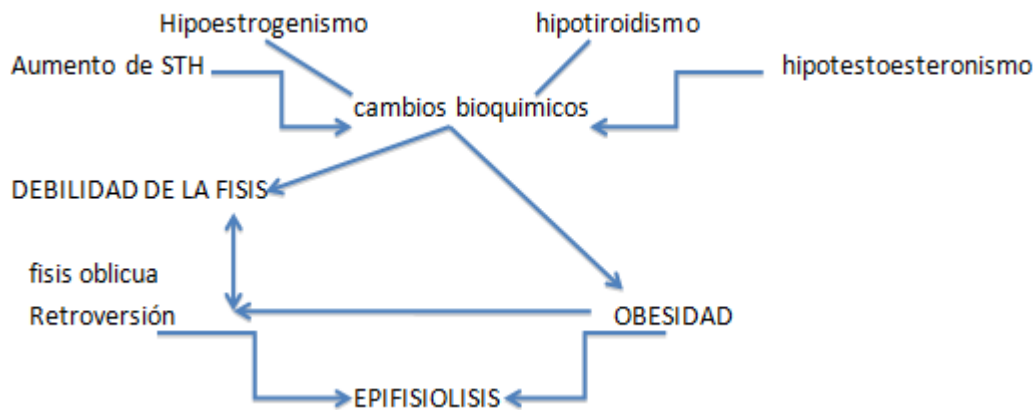 Hipoestrogenismo
hipotiroidismo
Aumento de STH
hipotestoesteronismo
cambios bioquimicos
DEBILIDAD DE LA FISIS
fisis oblicua
Retroversión
OBESIDAD
EPIFISIOLISIS